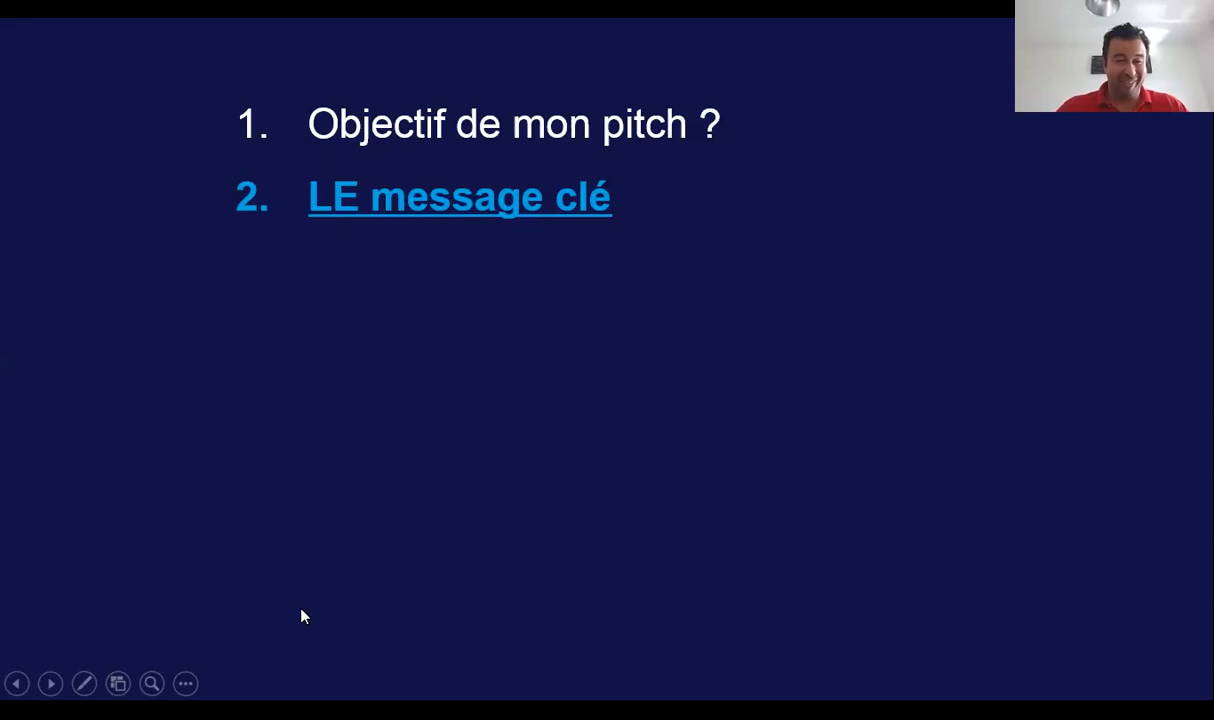 1. Objectif de mon pitch ?
2. LE message clé